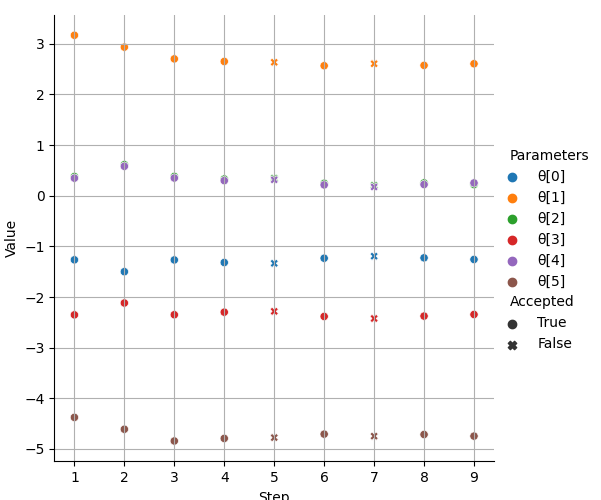 3
2
1
0
−1
−2
−3
−4
−5
Value
1 2 3 4 5 6 7 8 9
Step
Parameters
θ[0]
θ[1]
θ[2]
θ[3]
θ[4]
θ[5]
Accepted
True
False